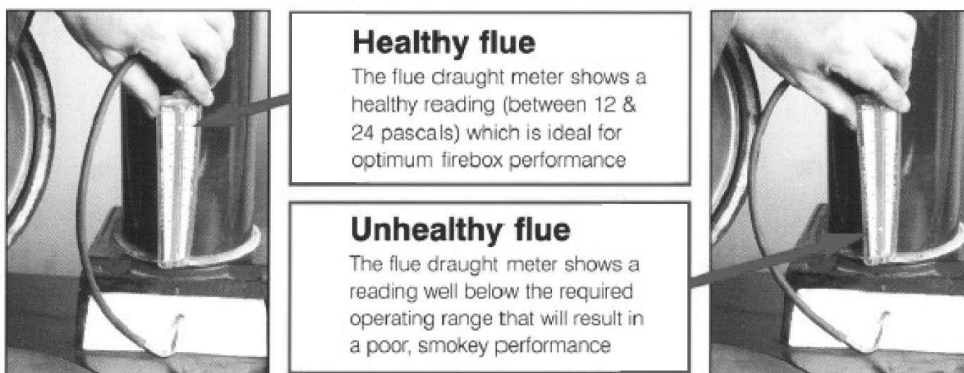 Healthy flue
The flue draught meter shows a
healthy reading (between 12 &
24 pascals) which is ideal for
optimum firebox performance
Unhealthy flue
The flue draught meter shows a
reading well below the required
operating range that will result in
a poor, smokey performance